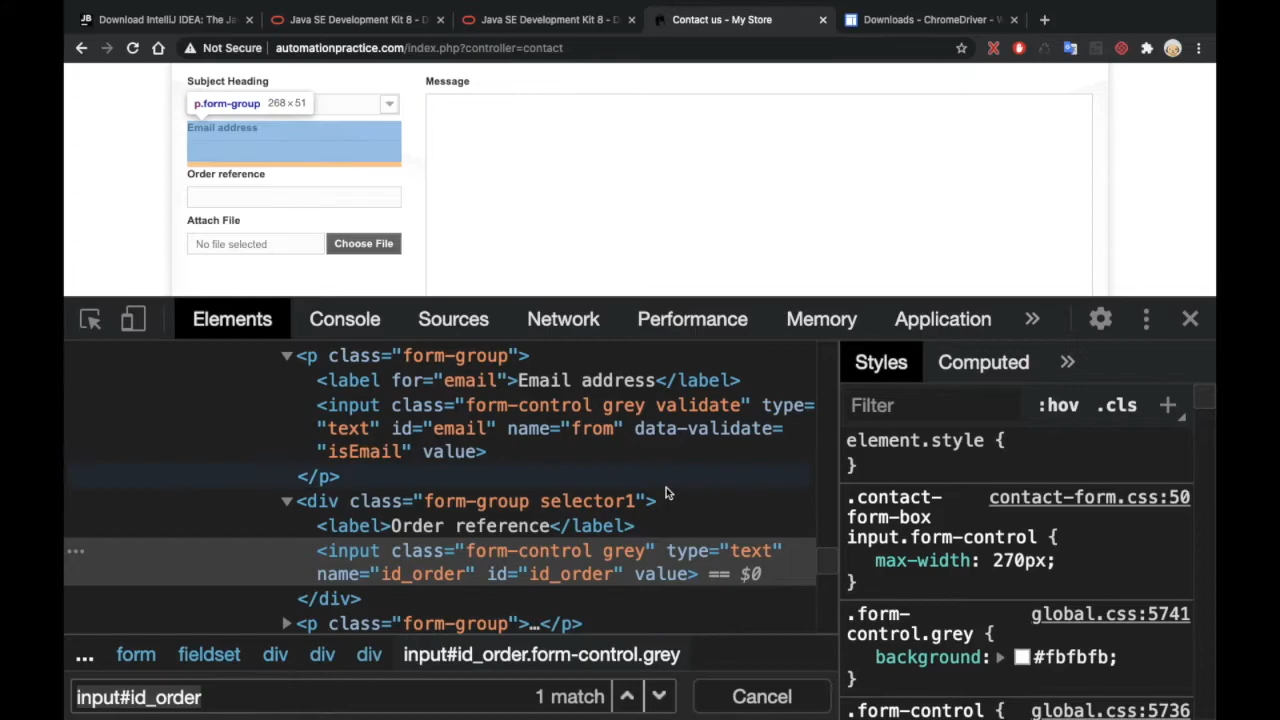 Download IntelliJ IDEA: The Ja
Java SE Development Kit 8 - D
Java SE Development Kit 8 - D
Contact us - My Store
Downloads - ChromeDriver - W
Not Secure
automationpractice.com/index.php?controller=contact
Subject Heading
Message
p.form-group 268 × 51
Email address
Order reference
Attach File
No file selected
Choose File
Elements Console Sources Network Performance Memory Application
<p class="form-group">
<label for="email">Email address</label>
<input class="form-control grey validate" type=
"text" id="email" name="from" data-validate=
"isEmail" value>
</p>
<div class="form-group selector1">
<label>Order reference</label>
<input class="form-control grey" type="text"
name="id_order" id="id_order" value> == $0
</div>
<p class="form-group">…</p>
... form fieldset div div div input#id_order.form-control.grey
input#id_order
1 match
Cancel
Styles Computed
Filter
:hov .cls
element.style {
}
.contact-
form-box
input.form-control {
contact-form.css:50
max-width: 270px;
}
.form-
control.grey {
global.css:5741
background: #fbfbfb;
}
.form-control {
global.css:5736